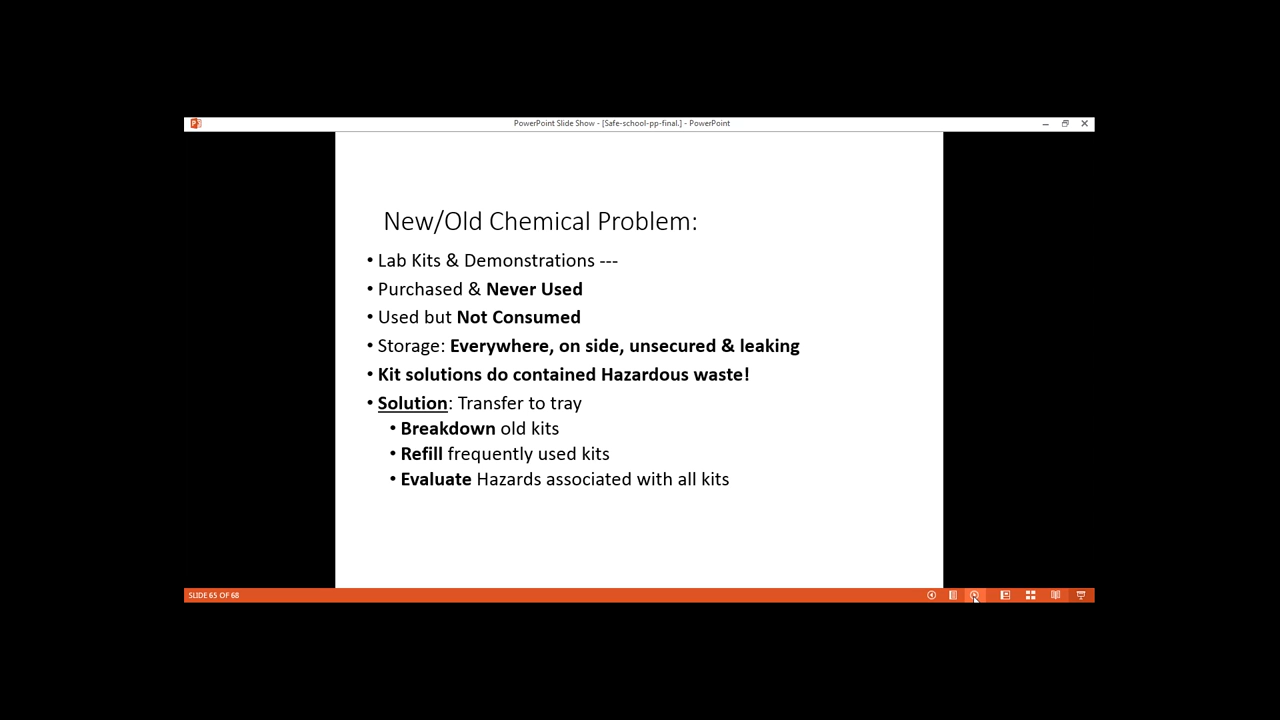 PowerPoint Slide Show - [Safe-school-pp-final.] - PowerPoint
New/Old Chemical Problem:
• Lab Kits & Demonstrations ---
• Purchased & Never Used
• Used but Not Consumed
• Storage: Everywhere, on side, unsecured & leaking
• Kit solutions do contained Hazardous waste!
• Solution: Transfer to tray
• Breakdown old kits
• Refill frequently used kits
• Evaluate Hazards associated with all kits
SLIDE 65 OF 68